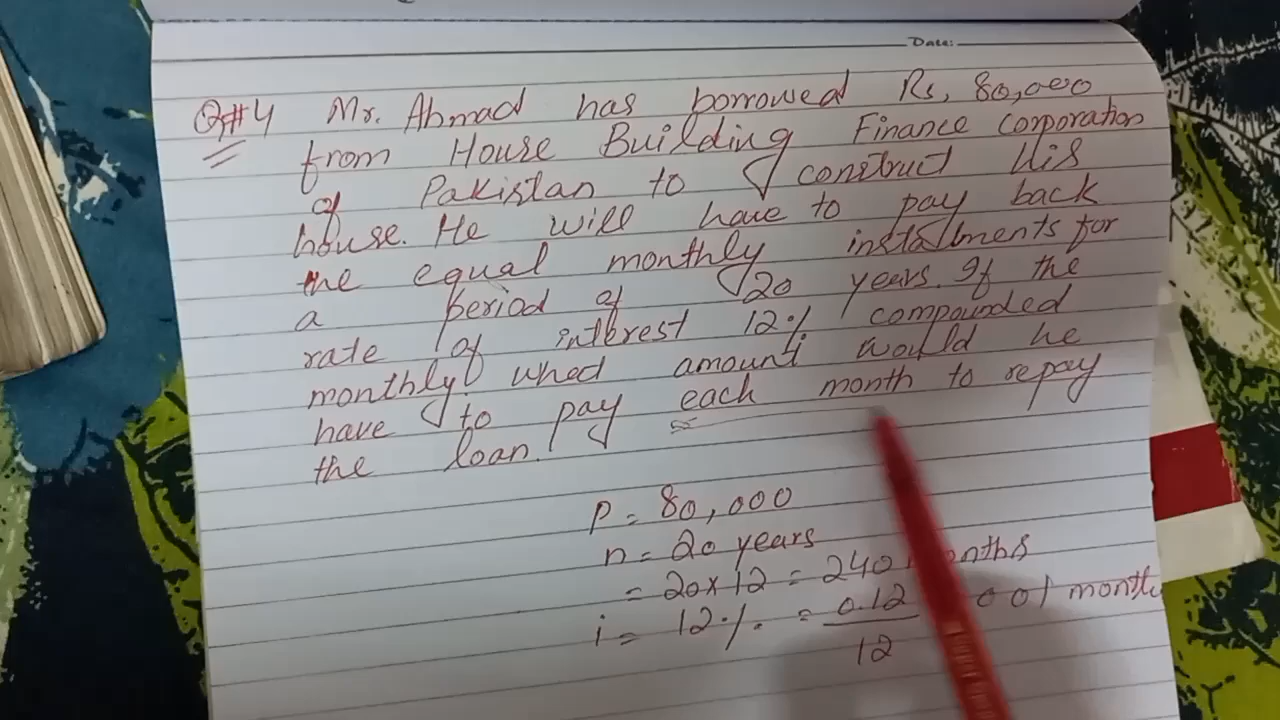 Date:
Q#4 Mr. Ahmad has borrowed Rs, 80,000
from House Building Finance corporation
of Pakistan to construct His
house. He will have to pay back
the equal monthly installments for
a period of 20 years. If the
rate of interest 12% compounded
monthly. what amount would he
have to pay each month to repay
the loan.
P = 80,000
n = 20 years
= 20x12 = 240 months
i = 12% = 0.12 001 month
12